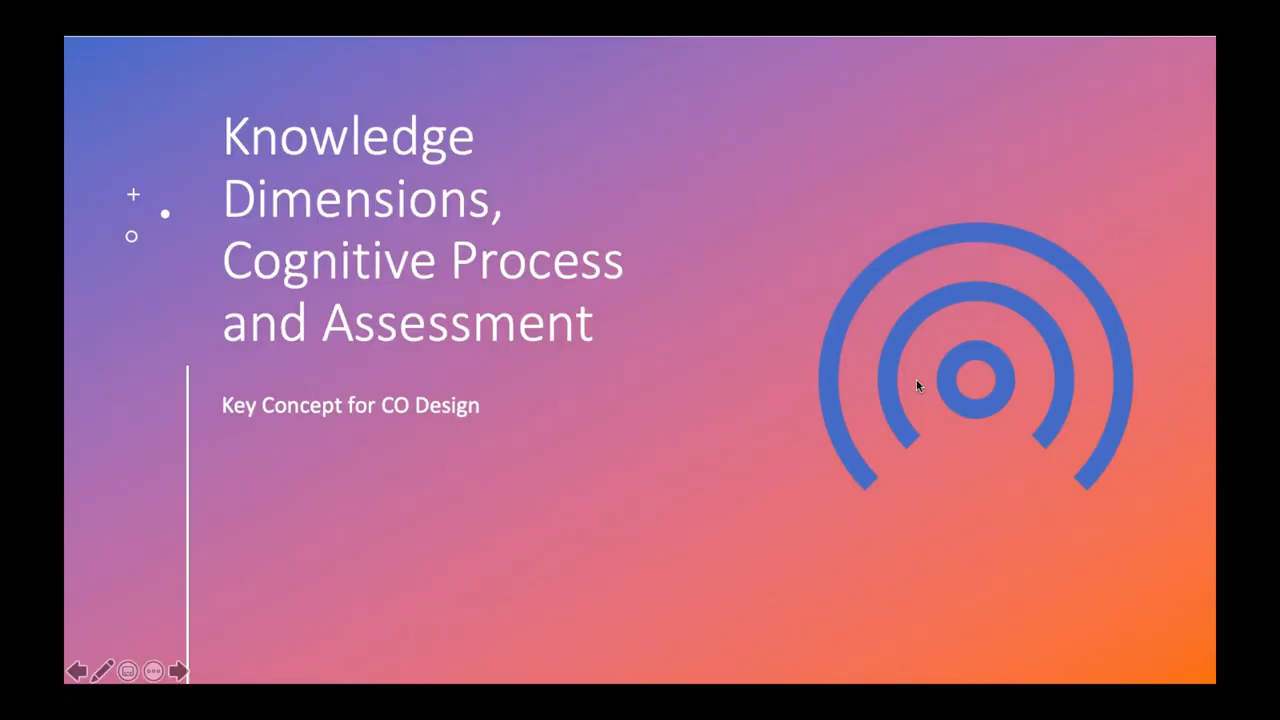 Knowledge
Dimensions,
Cognitive Process
and Assessment
Key Concept for CO Design